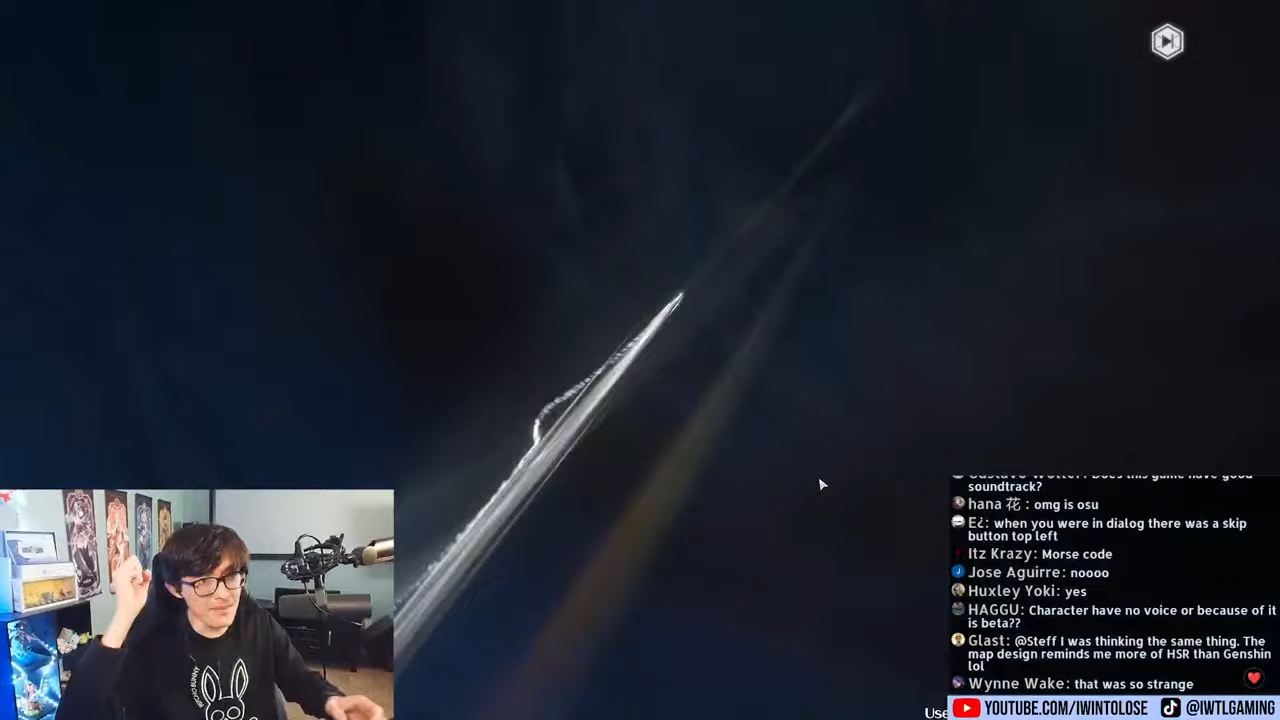 soundtrack?
hana 花 : omg is osu
E¿: when you were in dialog there was a skip
button top left
Itz Krazy: Morse code
Jose Aguirre: noooo
Huxley Yoki: yes
HAGGU: Character have no voice or because of it
is beta??
Glast: @Steff I was thinking the same thing. The
map design reminds me more of HSR than Genshin
lol
Wynne Wake: that was so strange
YOUTUBE.COM/IWINTOLOSE @IWTLGAMING